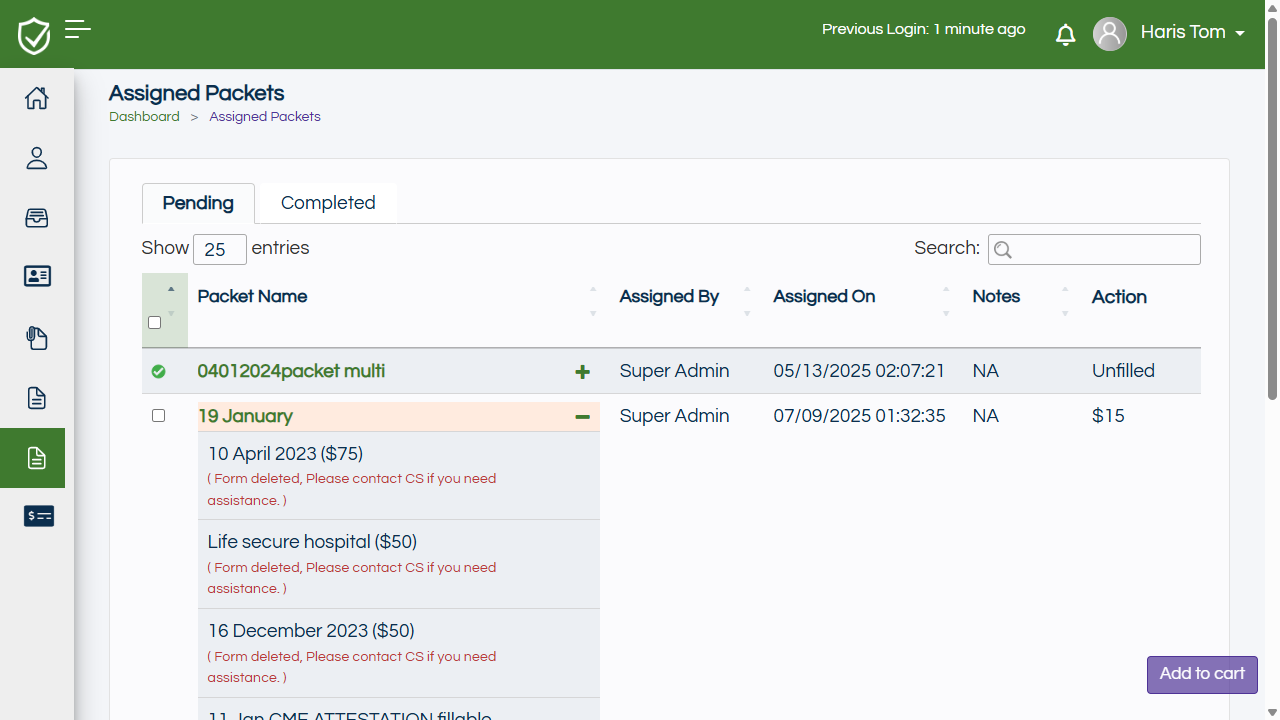 Previous Login: 1 minute ago
Haris Tom
Assigned Packets
Dashboard > Assigned Packets
Pending
Completed
Show 25 entries
Search:
Packet Name
Assigned By
Assigned On
Notes
Action
04012024packet multi
Super Admin
05/13/2025 02:07:21
NA
Unfilled
19 January
Super Admin
07/09/2025 01:32:35
NA
$15
10 April 2023 ($75)
( Form deleted, Please contact CS if you need
assistance. )
Life secure hospital ($50)
( Form deleted, Please contact CS if you need
assistance. )
16 December 2023 ($50)
( Form deleted, Please contact CS if you need
assistance. )
11 Jan CME ATTESTATION fillable
Add to cart